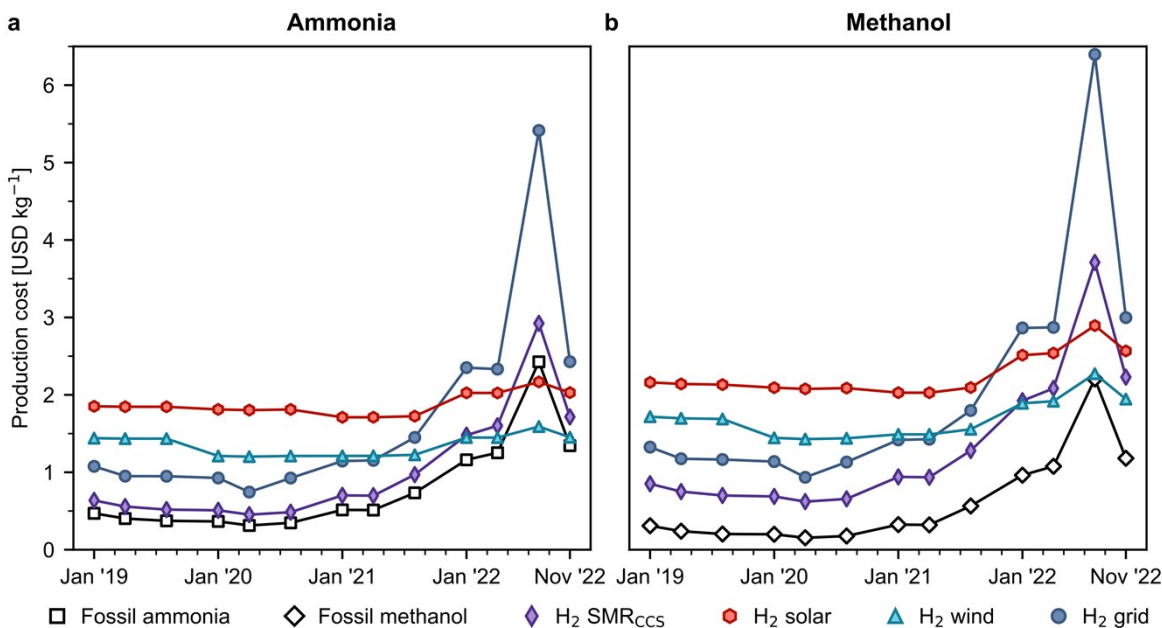 a Ammonia b Methanol
Production cost [USD kg⁻¹]
6
5
4
3
2
1
0
Jan '19 Jan '20 Jan '21 Jan '22 Nov '22 Jan '19 Jan '20 Jan '21 Jan '22 Nov '22
Fossil ammonia Fossil methanol H₂ SMR_CCS H₂ solar H₂ wind H₂ grid